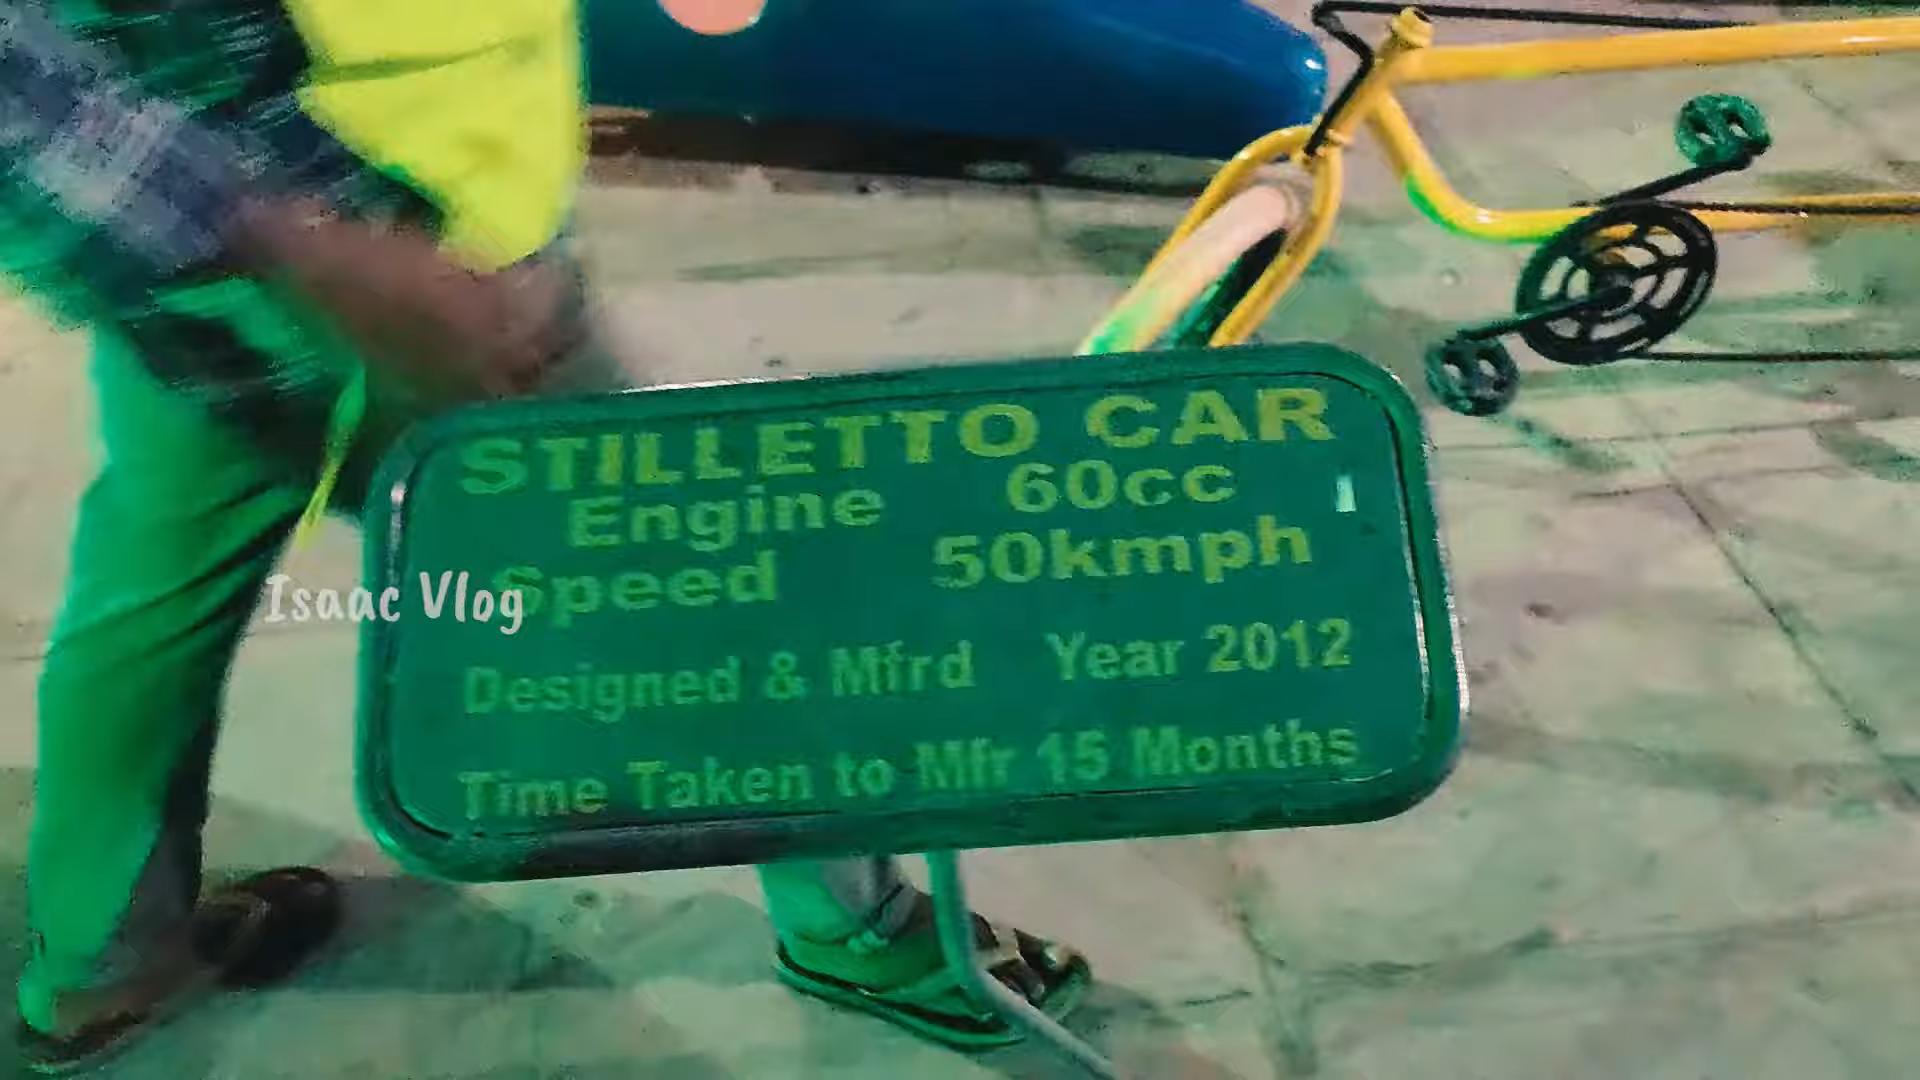 STILLETTO CAR
Engine 60cc
Speed 50kmph
Isaac Vlog
Designed & Mfrd Year 2012
Time Taken to Mfr 15 Months